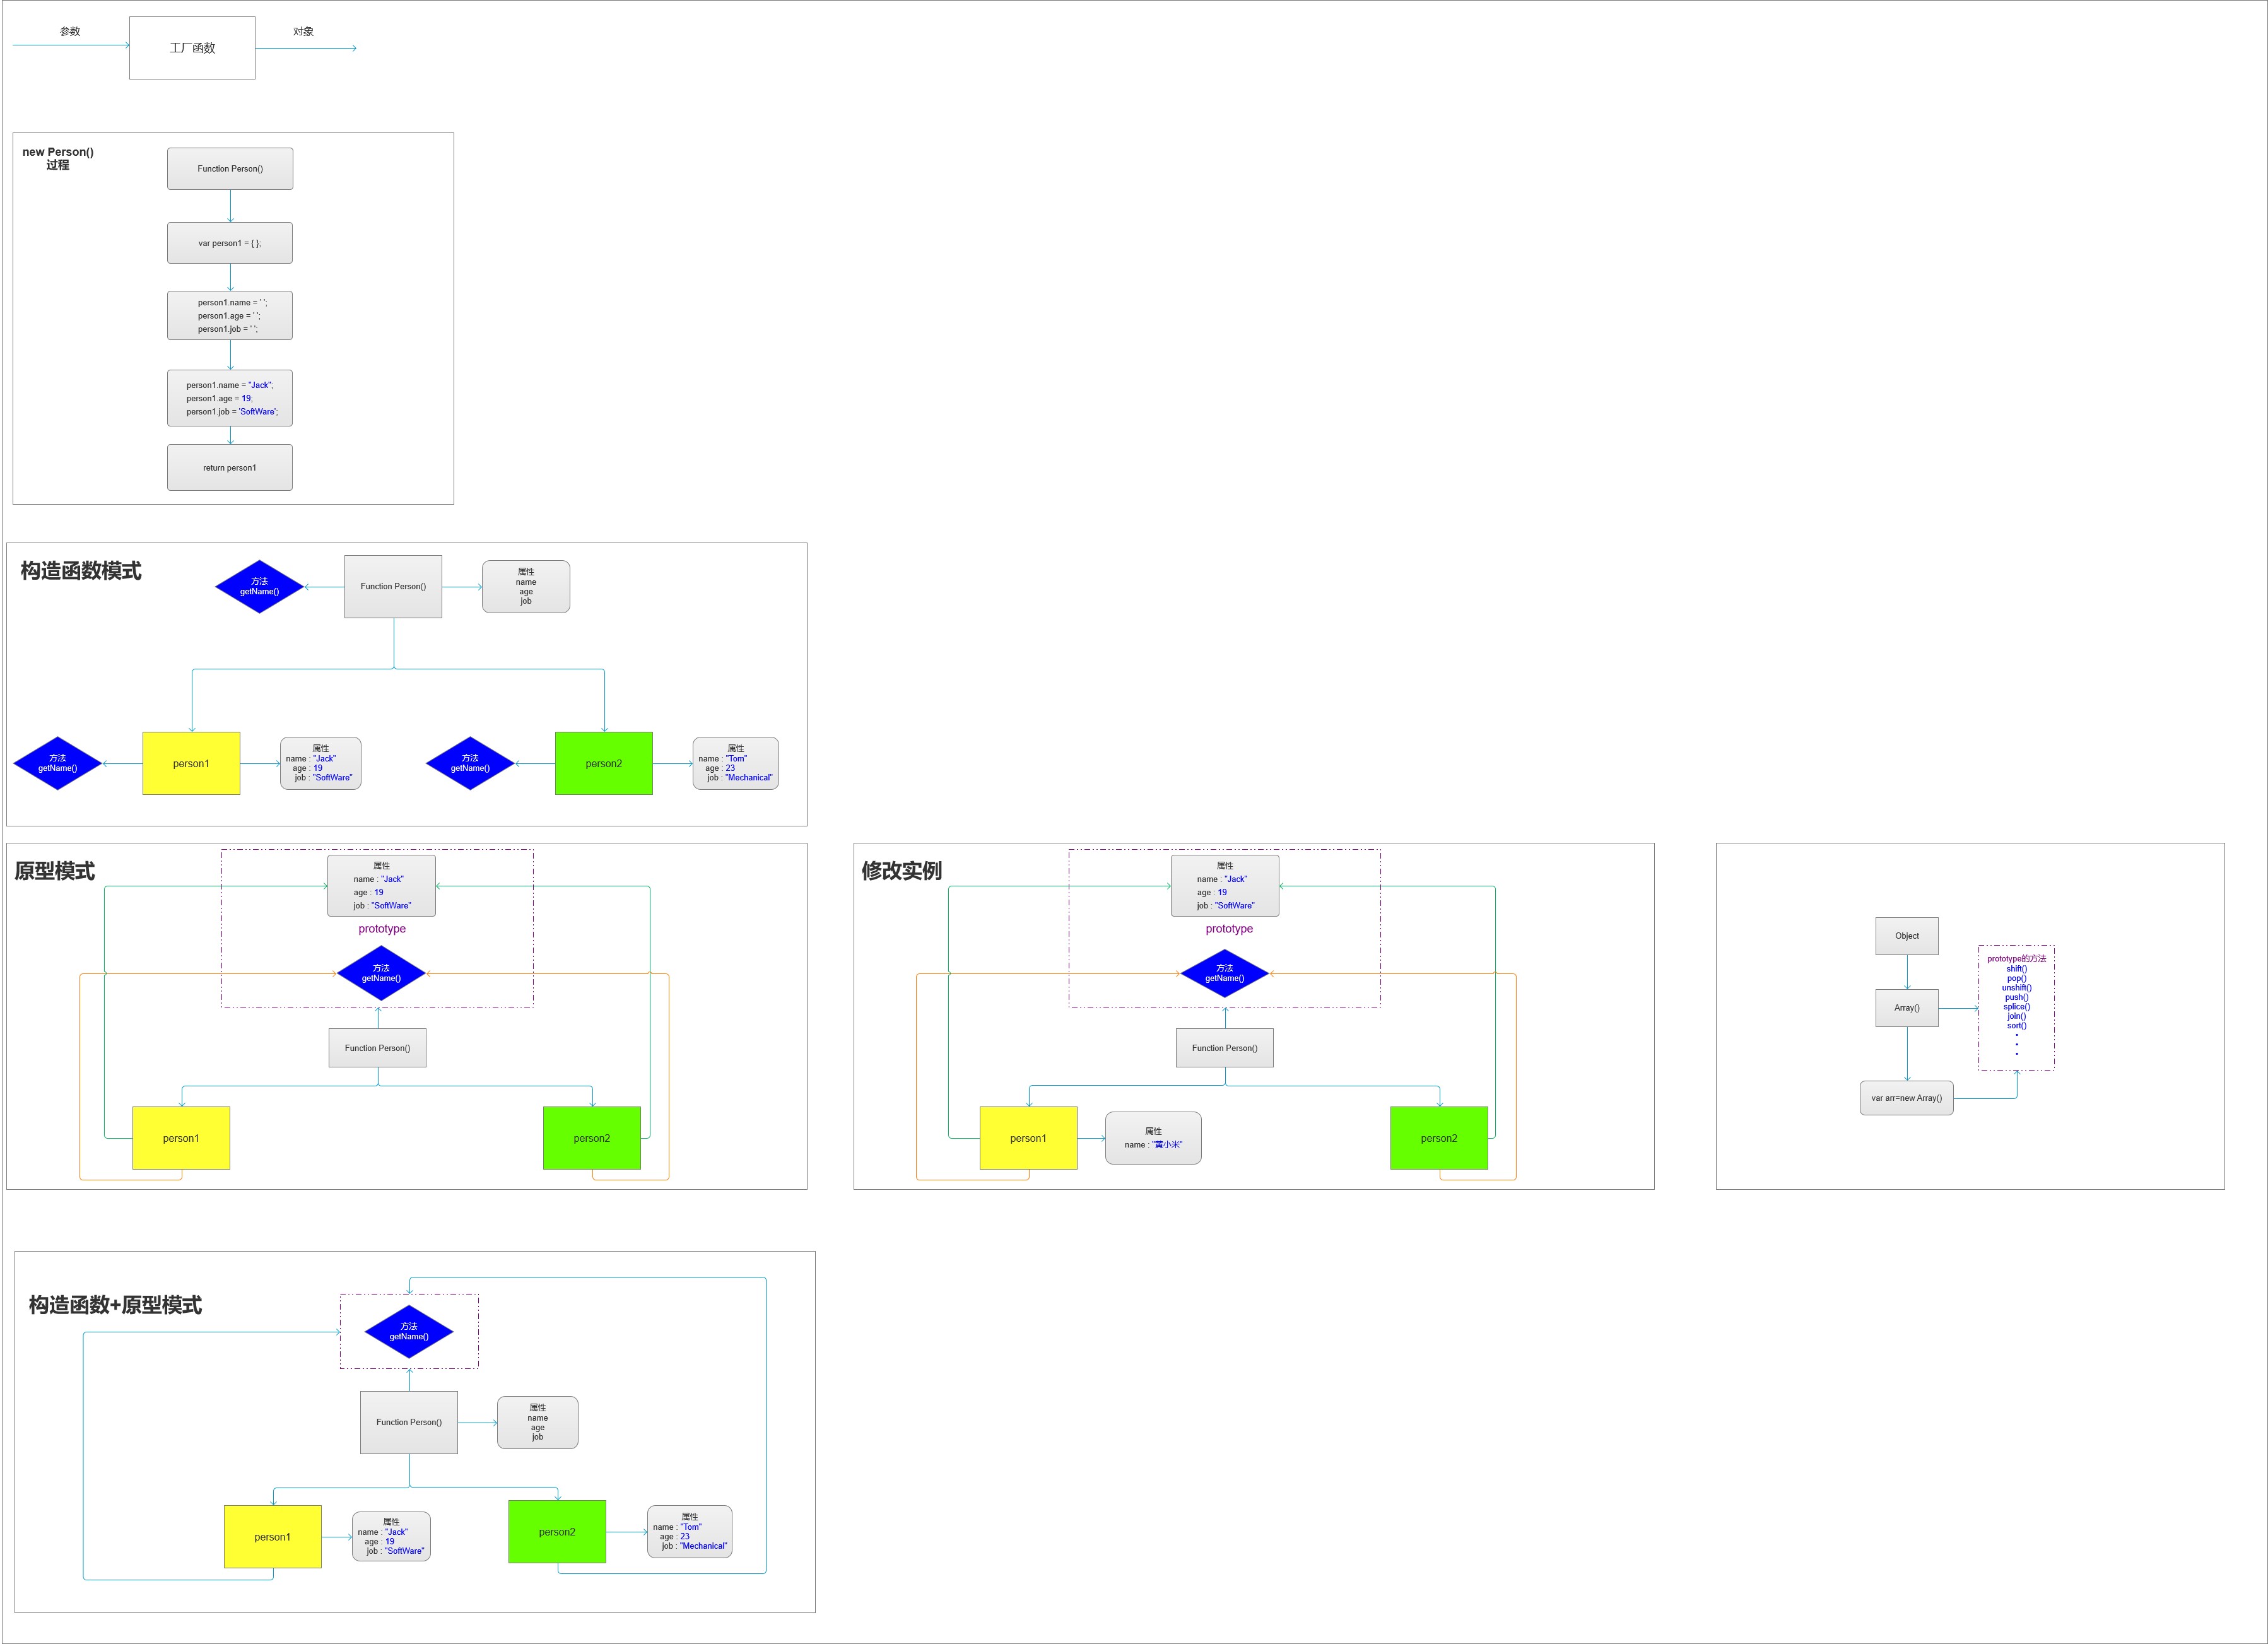 参数
工厂函数
对象
new Person()
过程
Function Person()
var person1 = { };
person1.name = ' ';
person1.age = ' ';
person1.job = ' ';
person1.name = "Jack";
person1.age = 19;
person1.job = 'SoftWare';
return person1
构造函数模式
方法
getName()
Function Person()
属性
name
age
job
方法
getName()
person1
属性
name : "Jack"
age : 19
job : "SoftWare"
方法
getName()
person2
属性
name : "Tom"
age : 23
job : "Mechanical"
原型模式
属性
name : "Jack"
age : 19
job : "SoftWare"
prototype
方法
getName()
Function Person()
person1
person2
修改实例
属性
name : "Jack"
age : 19
job : "SoftWare"
prototype
方法
getName()
Function Person()
person1
属性
name : "黄小米"
person2
Object
Array()
var arr=new Array()
prototype的方法
shift()
pop()
unshift()
push()
splice()
join()
sort()
•
•
•
构造函数+原型模式
方法
getName()
Function Person()
属性
name
age
job
person1
属性
name : "Jack"
age : 19
job : "SoftWare"
person2
属性
name : "Tom"
age : 23
job : "Mechanical"